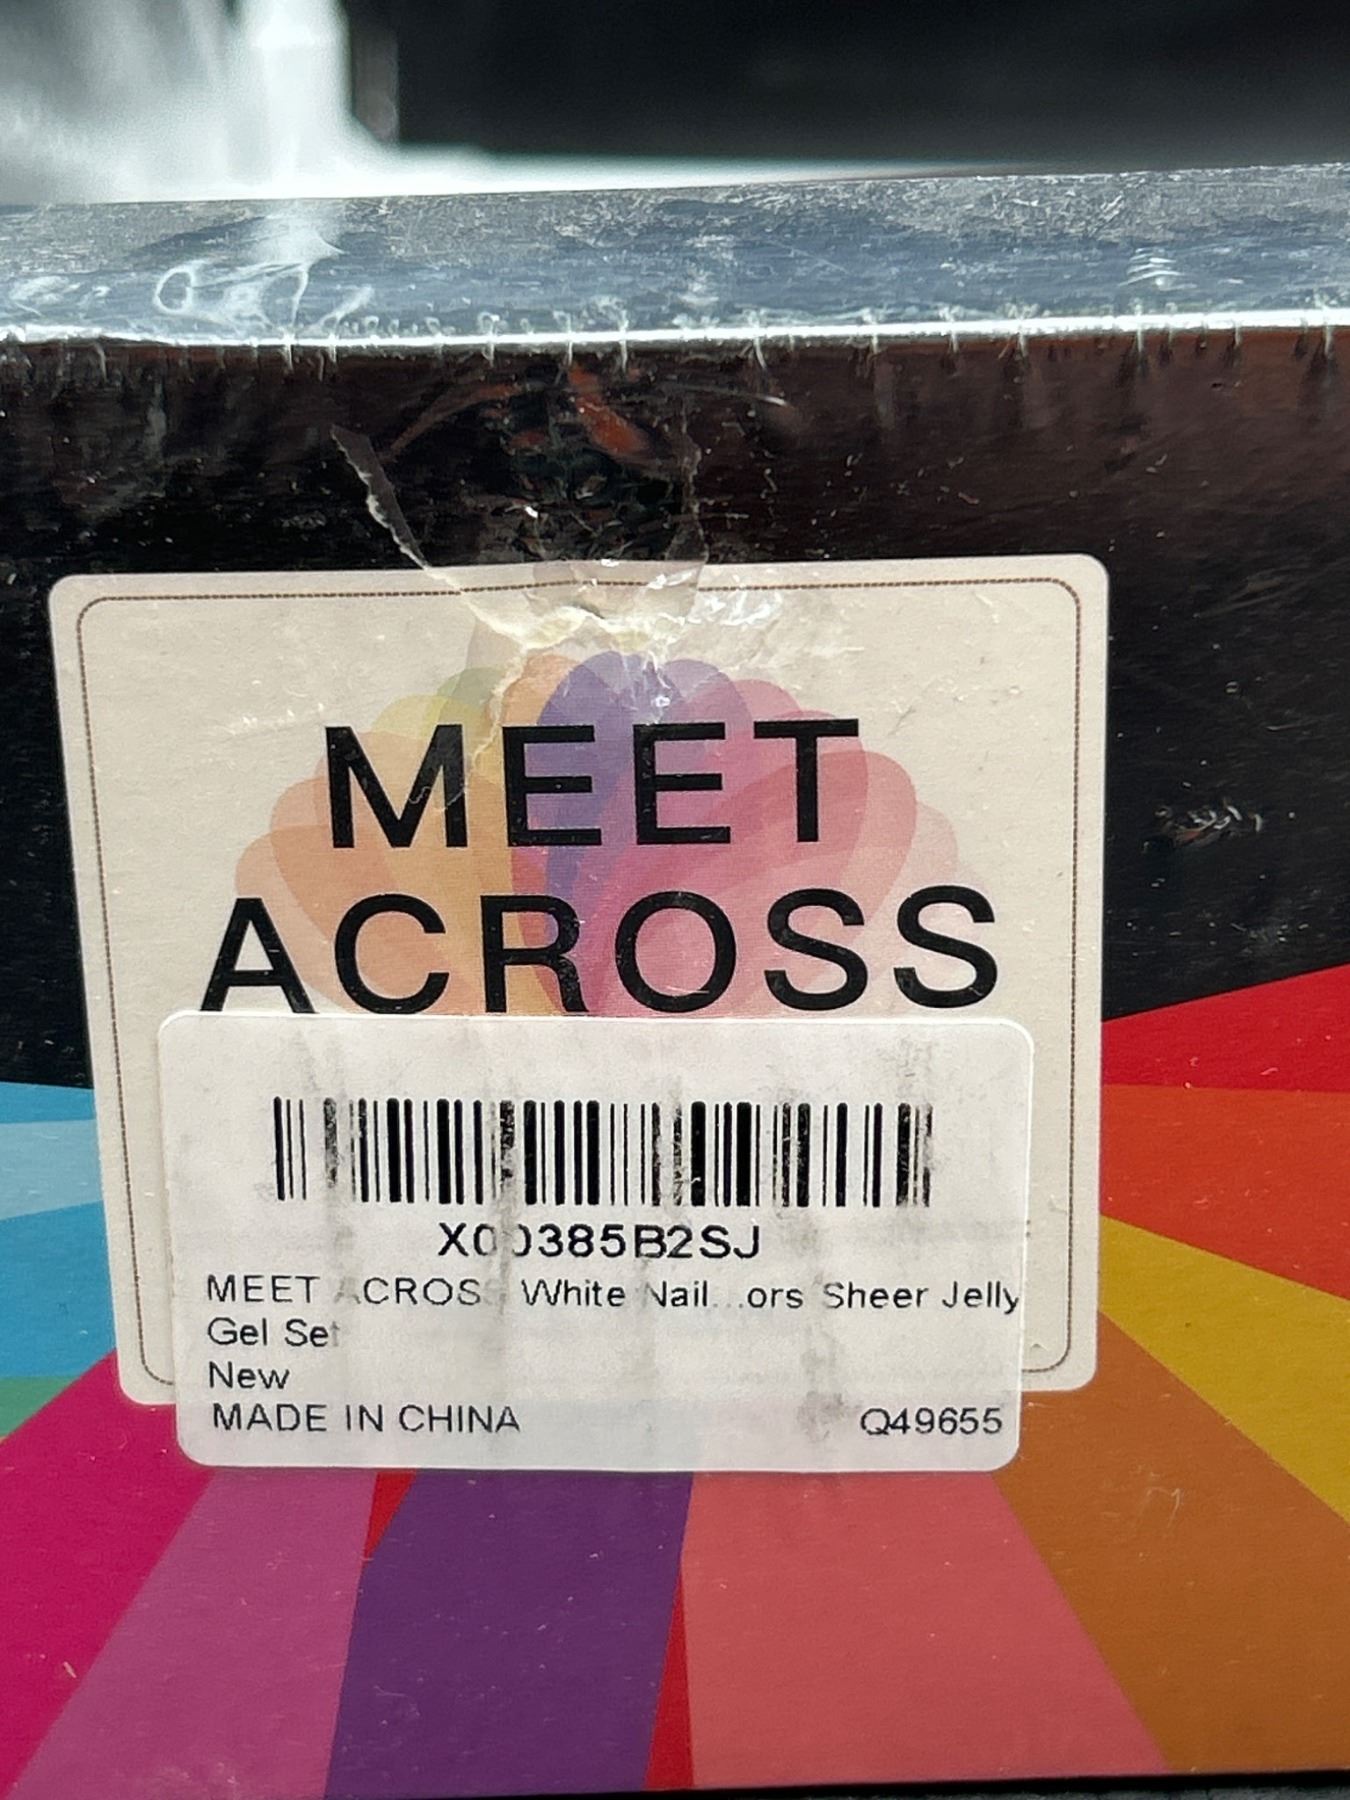 MEET
ACROSS
X00385B2SJ
MEET ACROSS White Nail...ors Sheer Jelly
Gel Set
New
MADE IN CHINA
Q49655